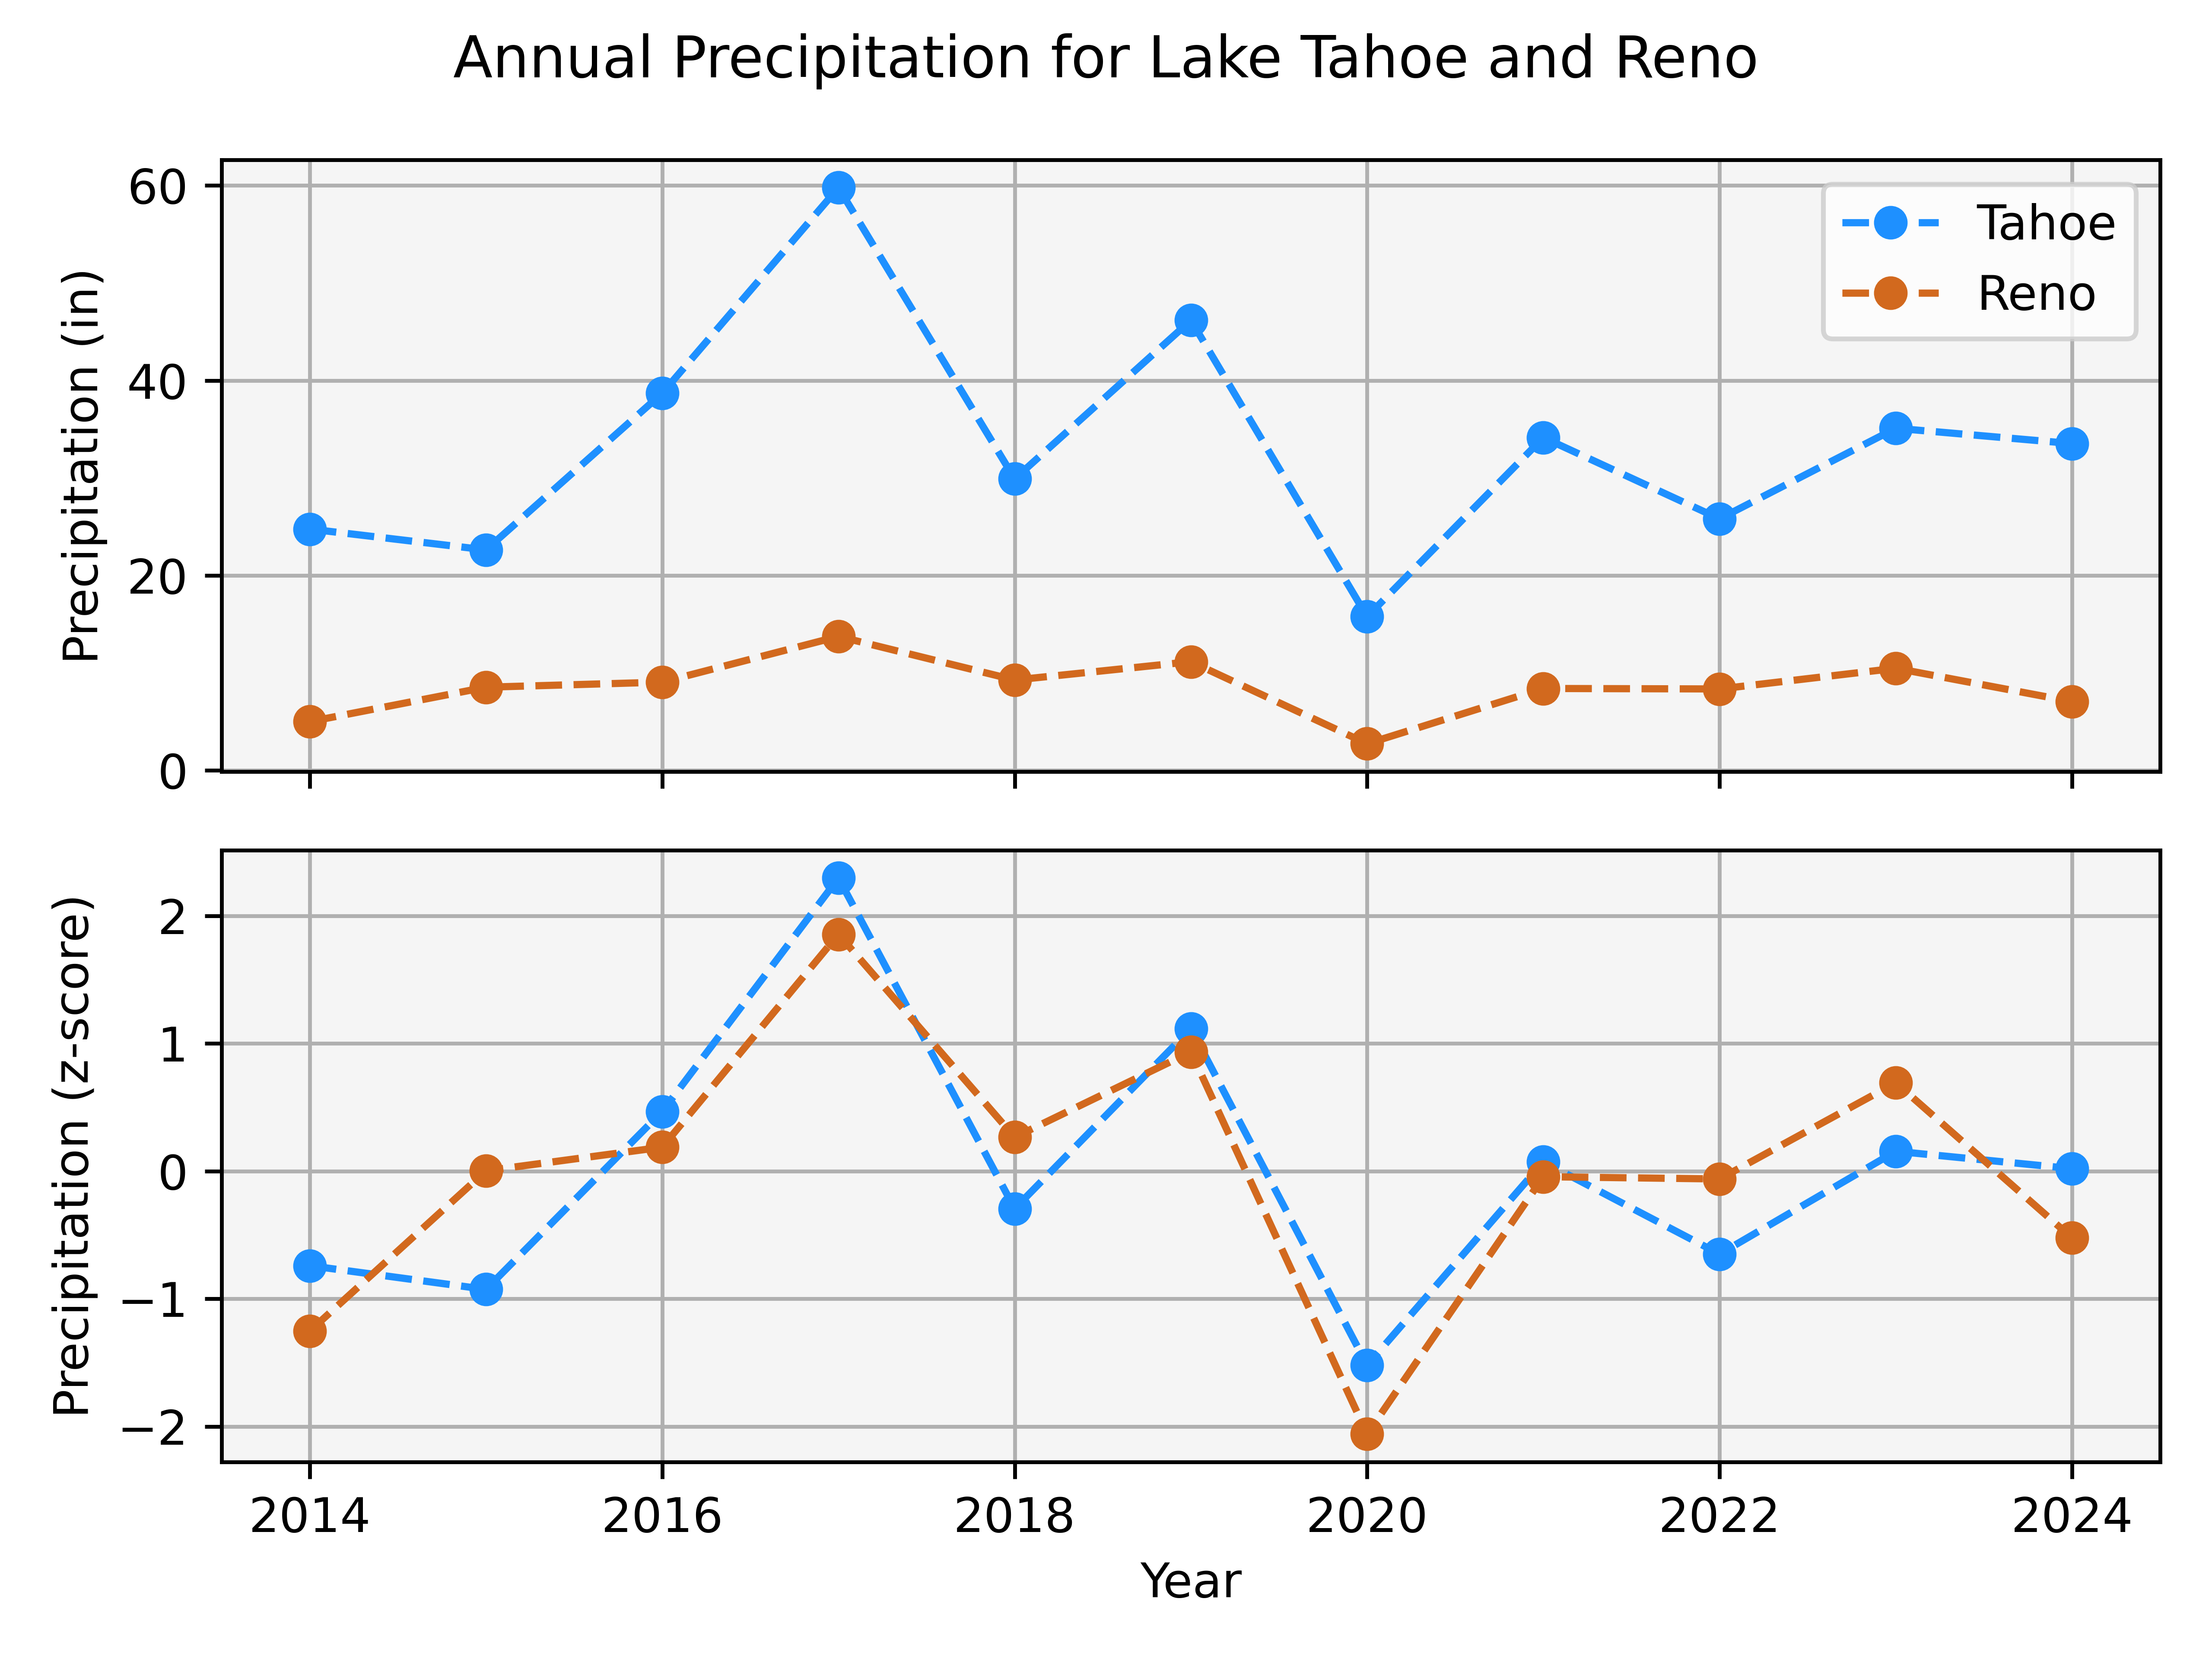 Annual Precipitation for Lake Tahoe and Reno
Precipitation (in)
60
40
20
0
Tahoe
Reno
Precipitation (z-score)
2
1
0
−1
−2
2014 2016 2018 2020 2022 2024
Year